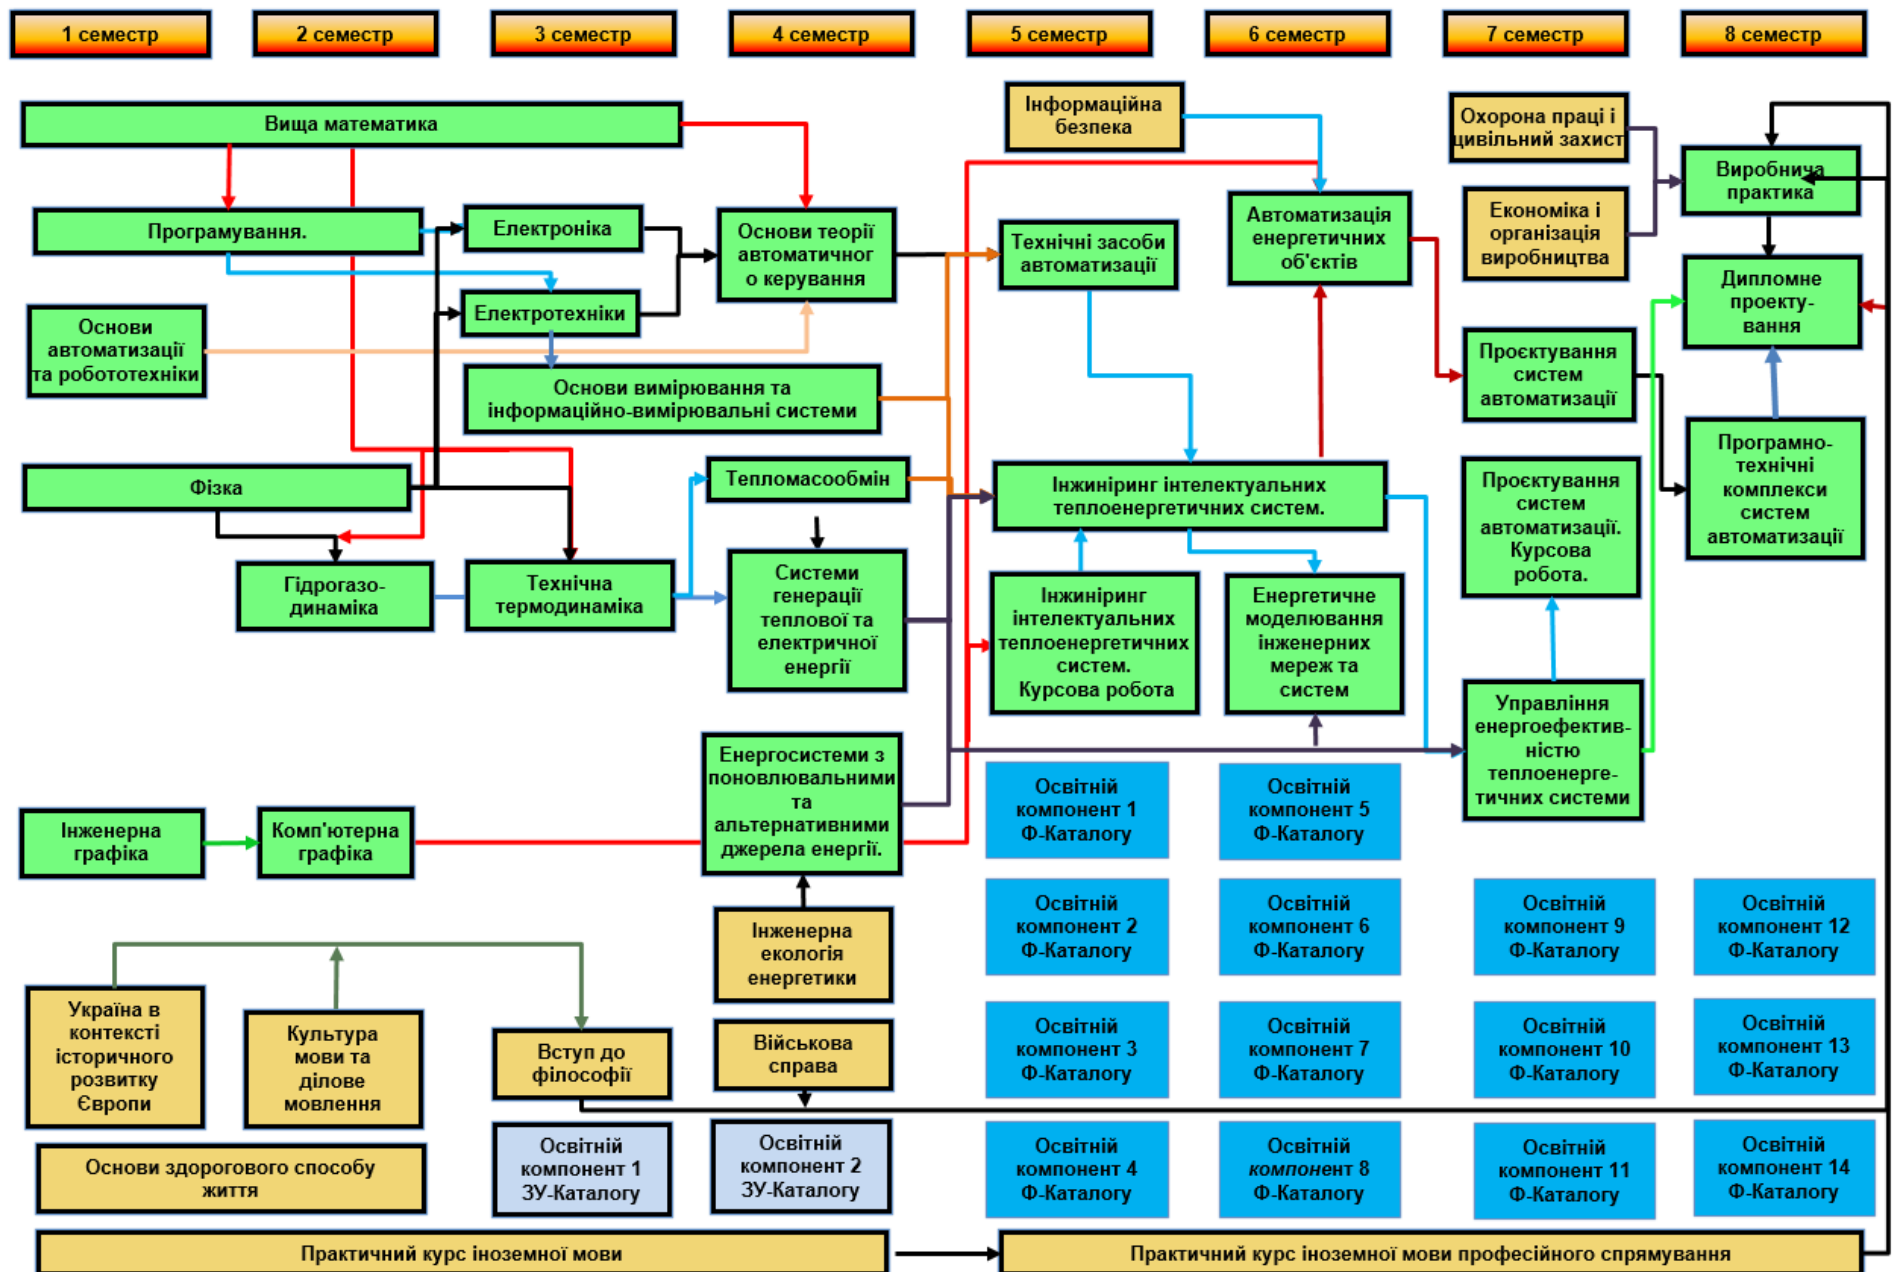 1 семестр
2 семестр
3 семестр
4 семестр
5 семестр
6 семестр
7 семестр
8 семестр
Вища математика
Програмування.
Основи
автоматизації
та робототехніки
Фізка
Гідрогазо-
динаміка
Інженерна
графіка
Комп'ютерна
графіка
Україна в
контексті
історичного
розвитку
Європи
Культура
мови та
ділове
мовлення
Основи здорогового способу
життя
Електроніка
Електротехніки
Основи вимірювання та
інформаційно-вимірювальні системи
Технічна
термодинаміка
Вступ до
філософії
Освітній
компонент 1
ЗУ-Каталогу
Основи теорії
автоматичног
о керування
Тепломасообмін
Системи
генерації
теплової та
електричної
енергії
Енергосистеми з
поновлювальними
та
альтернативними
джерела енергії.
Інженерна
екологія
енергетики
Військова
справа
Освітній
компонент 2
ЗУ-Каталогу
Практичний курс іноземної мови
Інформаційна
безпека
Технічні засоби
автоматизації
Автоматизація
енергетичних
об'єктів
Інжиніринг інтелектуальних
теплоенергетичних систем.
Інжиніринг
інтелектуальних
теплоенергетичних
систем.
Курсова робота
Енергетичне
моделювання
інженерних
мереж та
систем
Освітній
компонент 1
Ф-Каталогу
Освітній
компонент 5
Ф-Каталогу
Освітній
компонент 2
Ф-Каталогу
Освітній
компонент 6
Ф-Каталогу
Освітній
компонент 3
Ф-Каталогу
Освітній
компонент 7
Ф-Каталогу
Освітній
компонент 4
Ф-Каталогу
Освітній
компонент 8
Ф-Каталогу
Охорона праці і
цивільний захист
Економіка і
організація
виробництва
Проєктування
систем
автоматизації
Проєктування
систем
автоматизації.
Курсова
робота.
Управління
енергоефектив-
ністю
теплоенерге-
тичних системи
Освітній
компонент 9
Ф-Каталогу
Освітній
компонент 10
Ф-Каталогу
Освітній
компонент 11
Ф-Каталогу
Виробнича
практика
Дипломне
проекту-
вання
Програмно-
технічні
комплекси
систем
автоматизації
Освітній
компонент 12
Ф-Каталогу
Освітній
компонент 13
Ф-Каталогу
Освітній
компонент 14
Ф-Каталогу
Практичний курс іноземної мови професійного спрямування